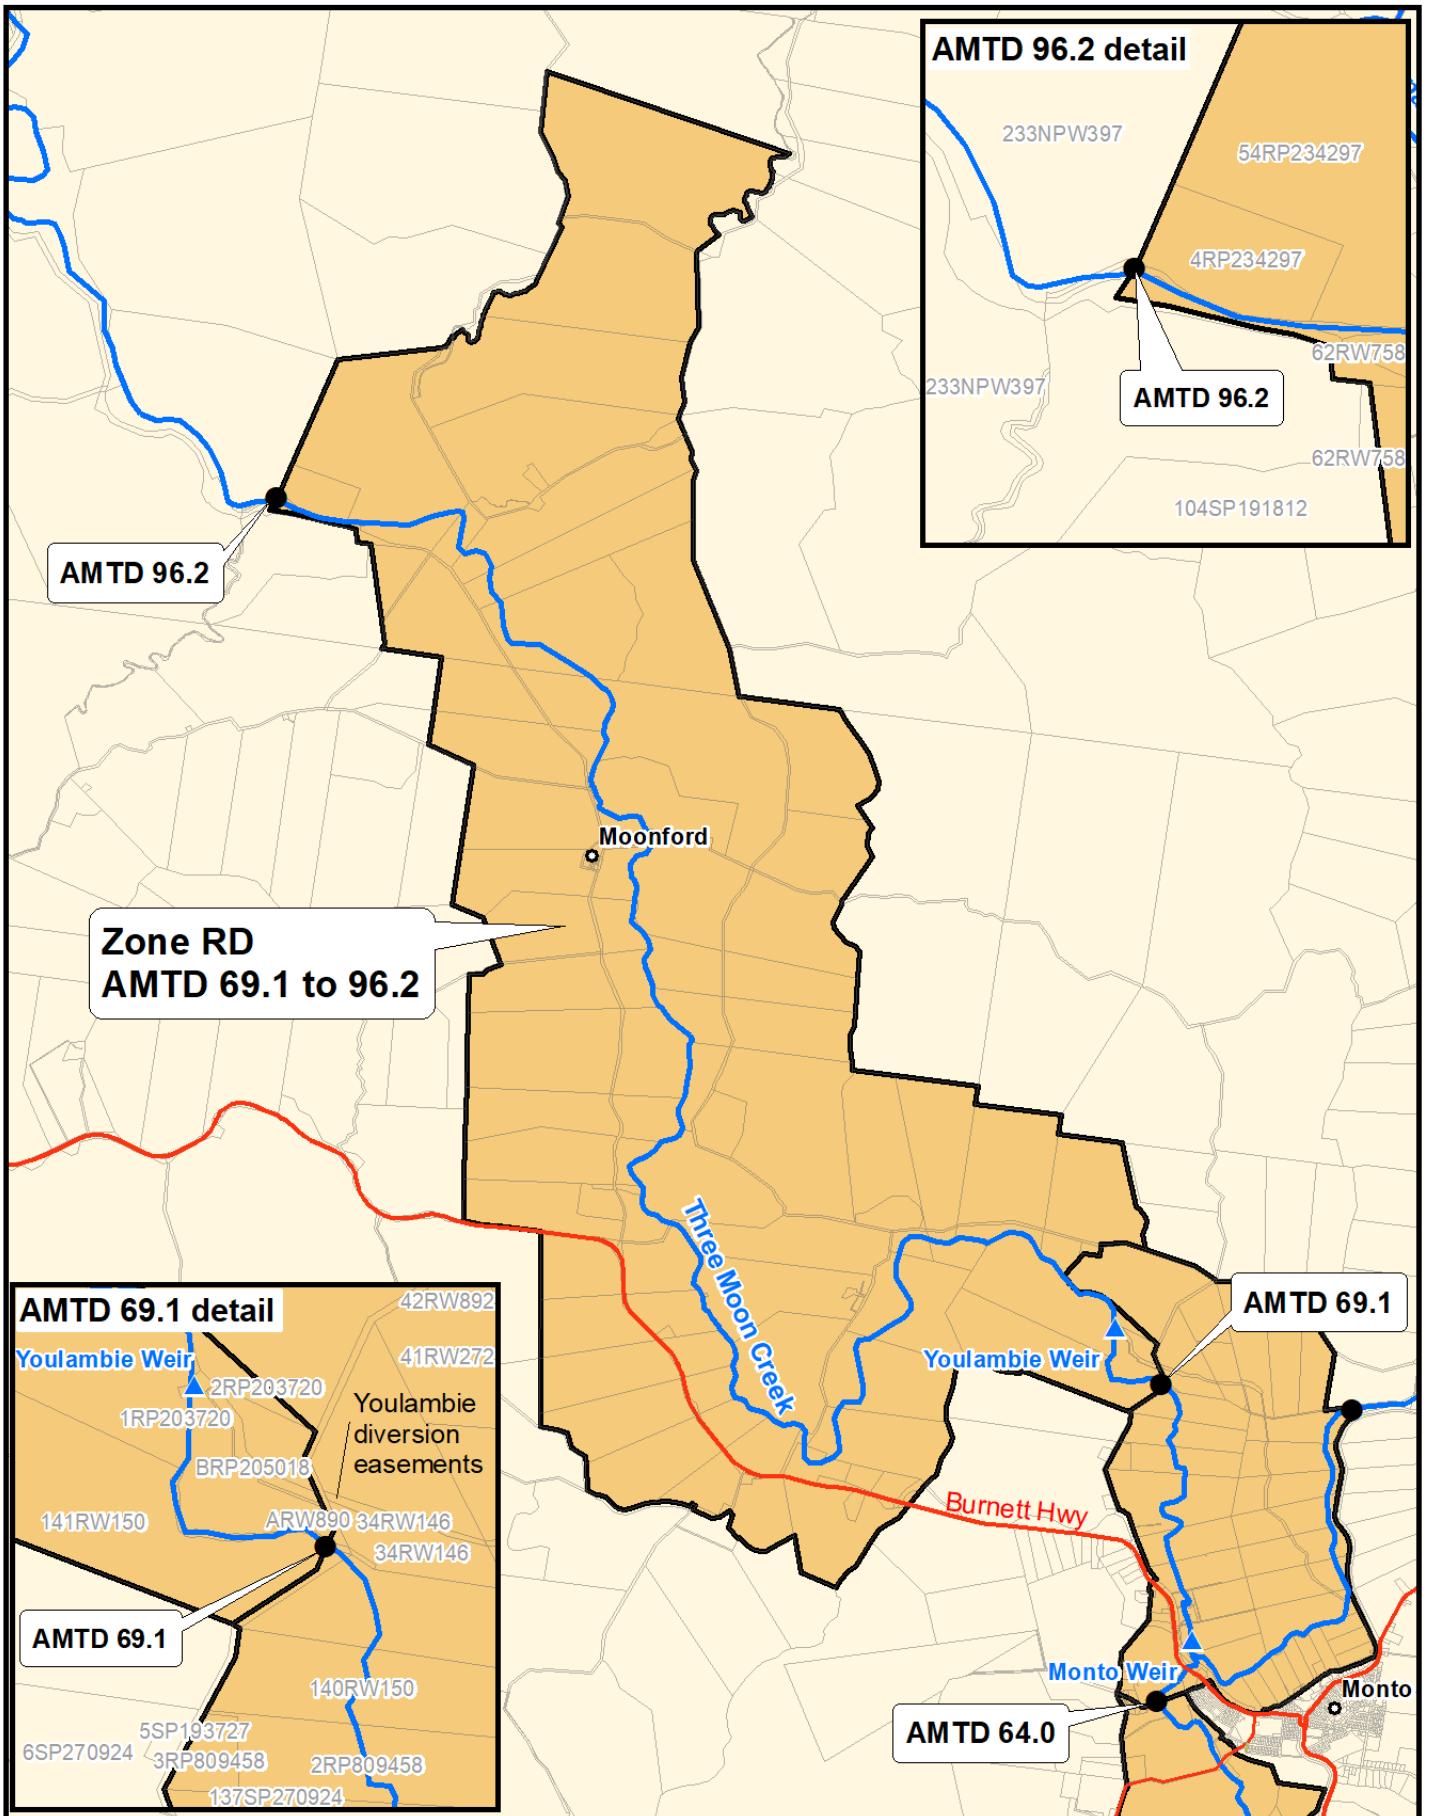 AMTD 96.2 detail
233NPW397
54RP234297
4RP234297
62RW758
AMTD 96.2
233NPW397
62RW758
104SP191812
AMTD 96.2
Moonford
Zone RD
AMTD 69.1 to 96.2
Three Moon Creek
AMTD 69.1
Youlambie Weir
Burnett Hwy
Monto Weir
Monto
AMTD 64.0
AMTD 69.1 detail
42RW892
Youlambie Weir
41RW272
2RP203720
Youlambie
diversion
easements
1RP203720
BRP205018
141RW150
ARW890
34RW146
34RW146
AMTD 69.1
140RW150
5SP193727
6SP270924
3RP809458
2RP809458
137SP270924